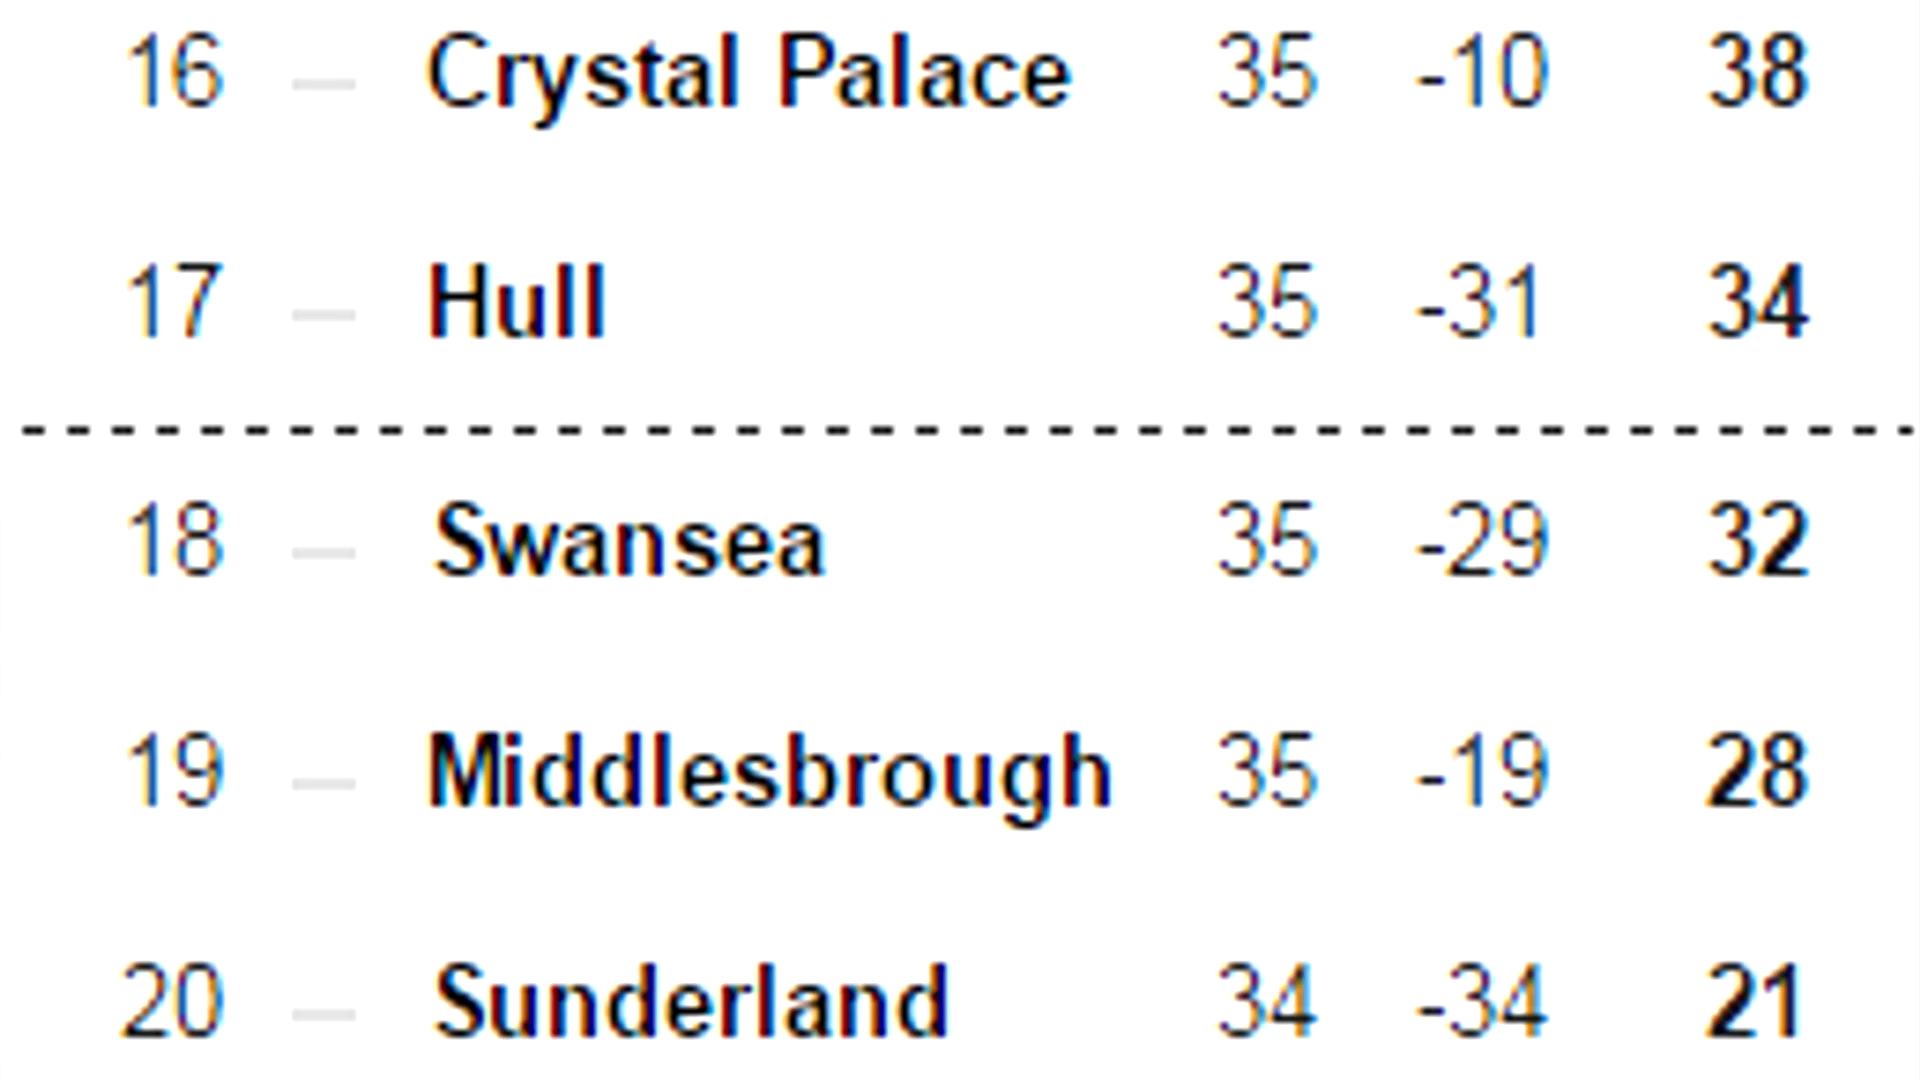 16 – Crystal Palace 35 -10 38
17 – Hull 35 -31 34
18 – Swansea 35 -29 32
19 – Middlesbrough 35 -19 28
20 – Sunderland 34 -34 21